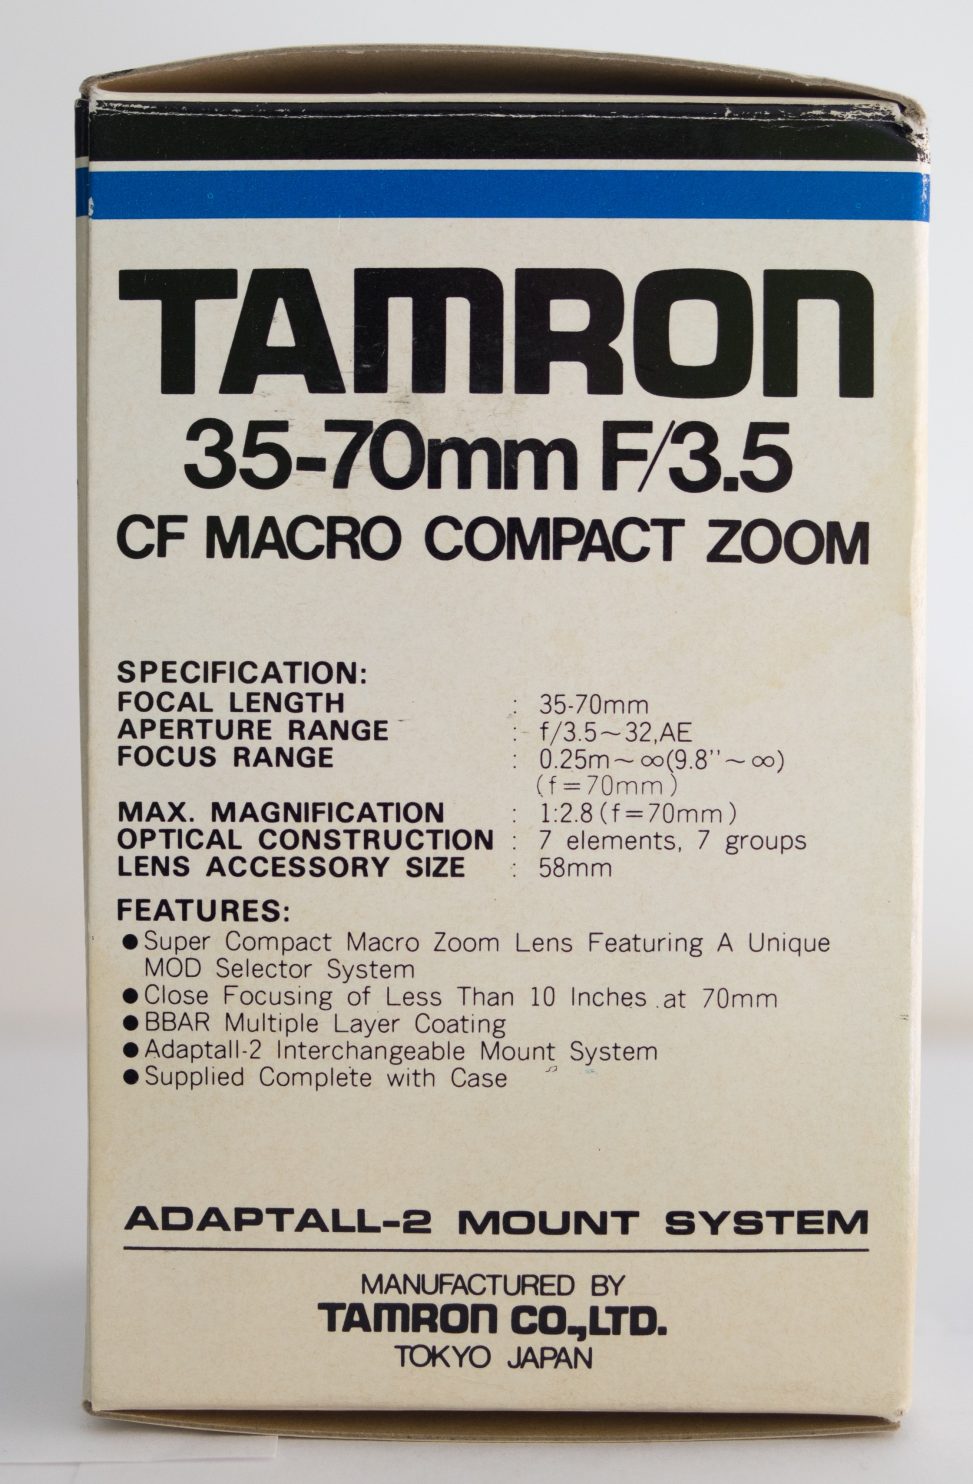 TAMRON
35-70mm F/3.5
CF MACRO COMPACT ZOOM
SPECIFICATION:
FOCAL LENGTH : 35-70mm
APERTURE RANGE : f/3.5~32,AE
FOCUS RANGE : 0.25m~∞(9.8''~∞)
(f=70mm)
MAX. MAGNIFICATION : 1:2.8(f=70mm)
OPTICAL CONSTRUCTION : 7 elements, 7 groups
LENS ACCESSORY SIZE : 58mm
FEATURES:
●Super Compact Macro Zoom Lens Featuring A Unique
MOD Selector System
●Close Focusing of Less Than 10 Inches at 70mm
●BBAR Multiple Layer Coating
●Adaptall-2 Interchangeable Mount System
●Supplied Complete with Case
ADAPTALL-2 MOUNT SYSTEM
MANUFACTURED BY
TAMRON CO.,LTD.
TOKYO JAPAN